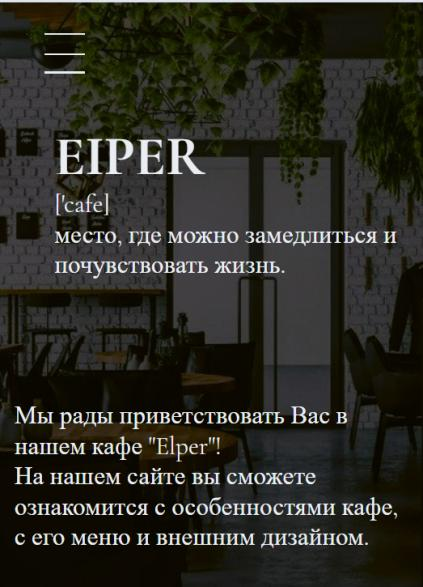 EIPER
['cafe]
место, где можно замедлиться и
почувствовать жизнь.
Мы рады приветствовать Вас в
нашем кафе "Elper"!
На нашем сайте вы сможете
ознакомится с особенностями кафе,
с его меню и внешним дизайном.